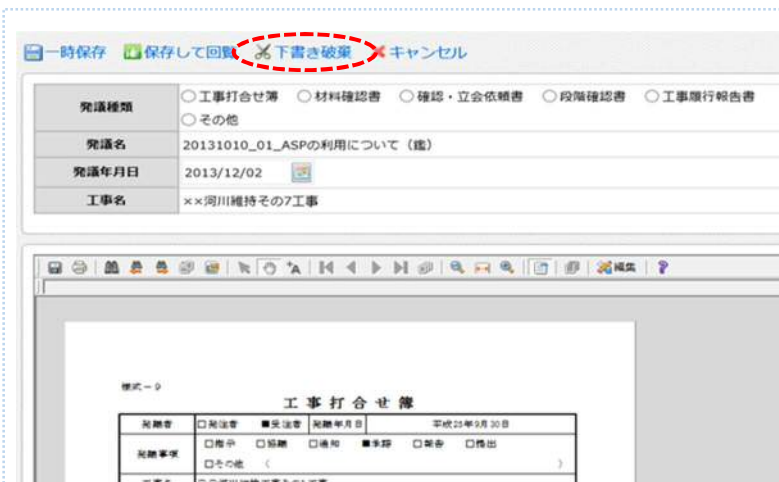 一時保存 保存して回覧 下書き破棄 キャンセル
発議種類 ○工事打合せ簿 ○材料確認書 ○確認・立会依頼書 ○段階確認書 ○工事履行報告書
○その他
発議名 20131010_01_ASPの利用について（鑑）
発議年月日 2013/12/02
工事名 ××河川維持その7工事
編集
様式－9
工事打合せ簿
発議者 □発注者 ■受注者 発議年月日 平成25年9月30日
発議事項 □指示 □協議 □通知 ■承諾 □報告 □提出
□その他 （ ）
工事名